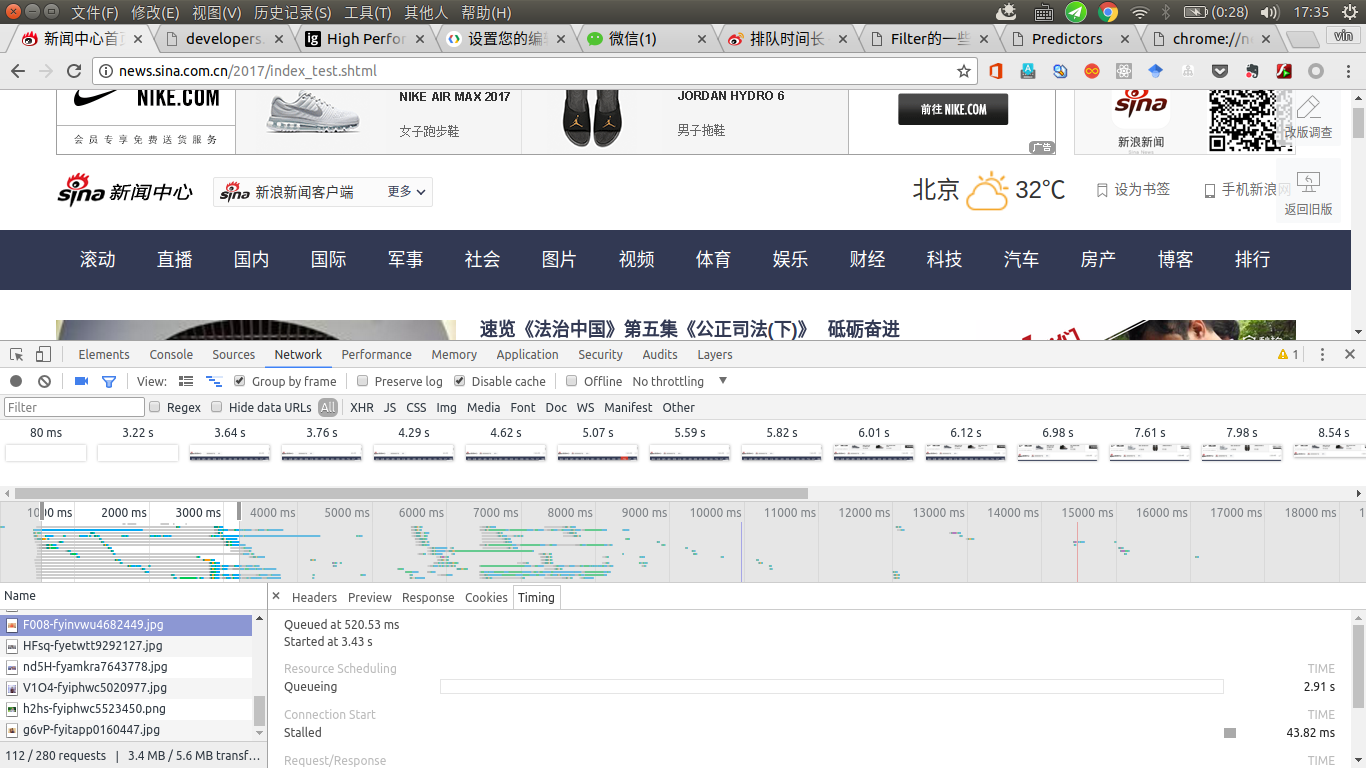 文件(F) 修改(E) 视图(V) 历史记录(S) 工具(T) 其他人 帮助(H) (0:28) 17:35
新闻中心首页 developers. High Perfor 设置您的编 微信(1) 排队时间长 Filter的一些 Predictors chrome://ne vin
news.sina.com.cn/2017/index_test.shtml
NIKE.COM
NIKE AIR MAX 2017
JORDAN HYDRO 6
前往 NIKE.COM
会员专享免费送货服务
女子跑步鞋
男子拖鞋
广告
sina
新浪新闻
改版调查
sina 新闻中心
sina 新浪新闻客户端 更多
北京 32℃
设为书签
手机新浪网
返回旧版
滚动 直播 国内 国际 军事 社会 图片 视频 体育 娱乐 财经 科技 汽车 房产 博客 排行
速览《法治中国》第五集《公正司法(下)》 砥砺奋进
Elements Console Sources Network Performance Memory Application Security Audits Layers 1
View: Group by frame Preserve log Disable cache Offline No throttling
Filter Regex Hide data URLs All XHR JS CSS Img Media Font Doc WS Manifest Other
80 ms 3.22 s 3.64 s 3.76 s 4.29 s 4.62 s 5.07 s 5.59 s 5.82 s 6.01 s 6.12 s 6.98 s 7.61 s 7.98 s 8.54 s
1000 ms 2000 ms 3000 ms 4000 ms 5000 ms 6000 ms 7000 ms 8000 ms 9000 ms 10000 ms 11000 ms 12000 ms 13000 ms 14000 ms 15000 ms 16000 ms 17000 ms 18000 ms 1
Name
Headers Preview Response Cookies Timing
F008-fyinvwu4682449.jpg
HFsq-fyetwtt9292127.jpg
nd5H-fyamkra7643778.jpg
V1O4-fyiphwc5020977.jpg
h2hs-fyiphwc5523450.png
g6vP-fyitapp0160447.jpg
112 / 280 requests | 3.4 MB / 5.6 MB transf...
Queued at 520.53 ms
Started at 3.43 s
Resource Scheduling TIME
Queueing 2.91 s
Connection Start TIME
Stalled 43.82 ms
Request/Response TIME